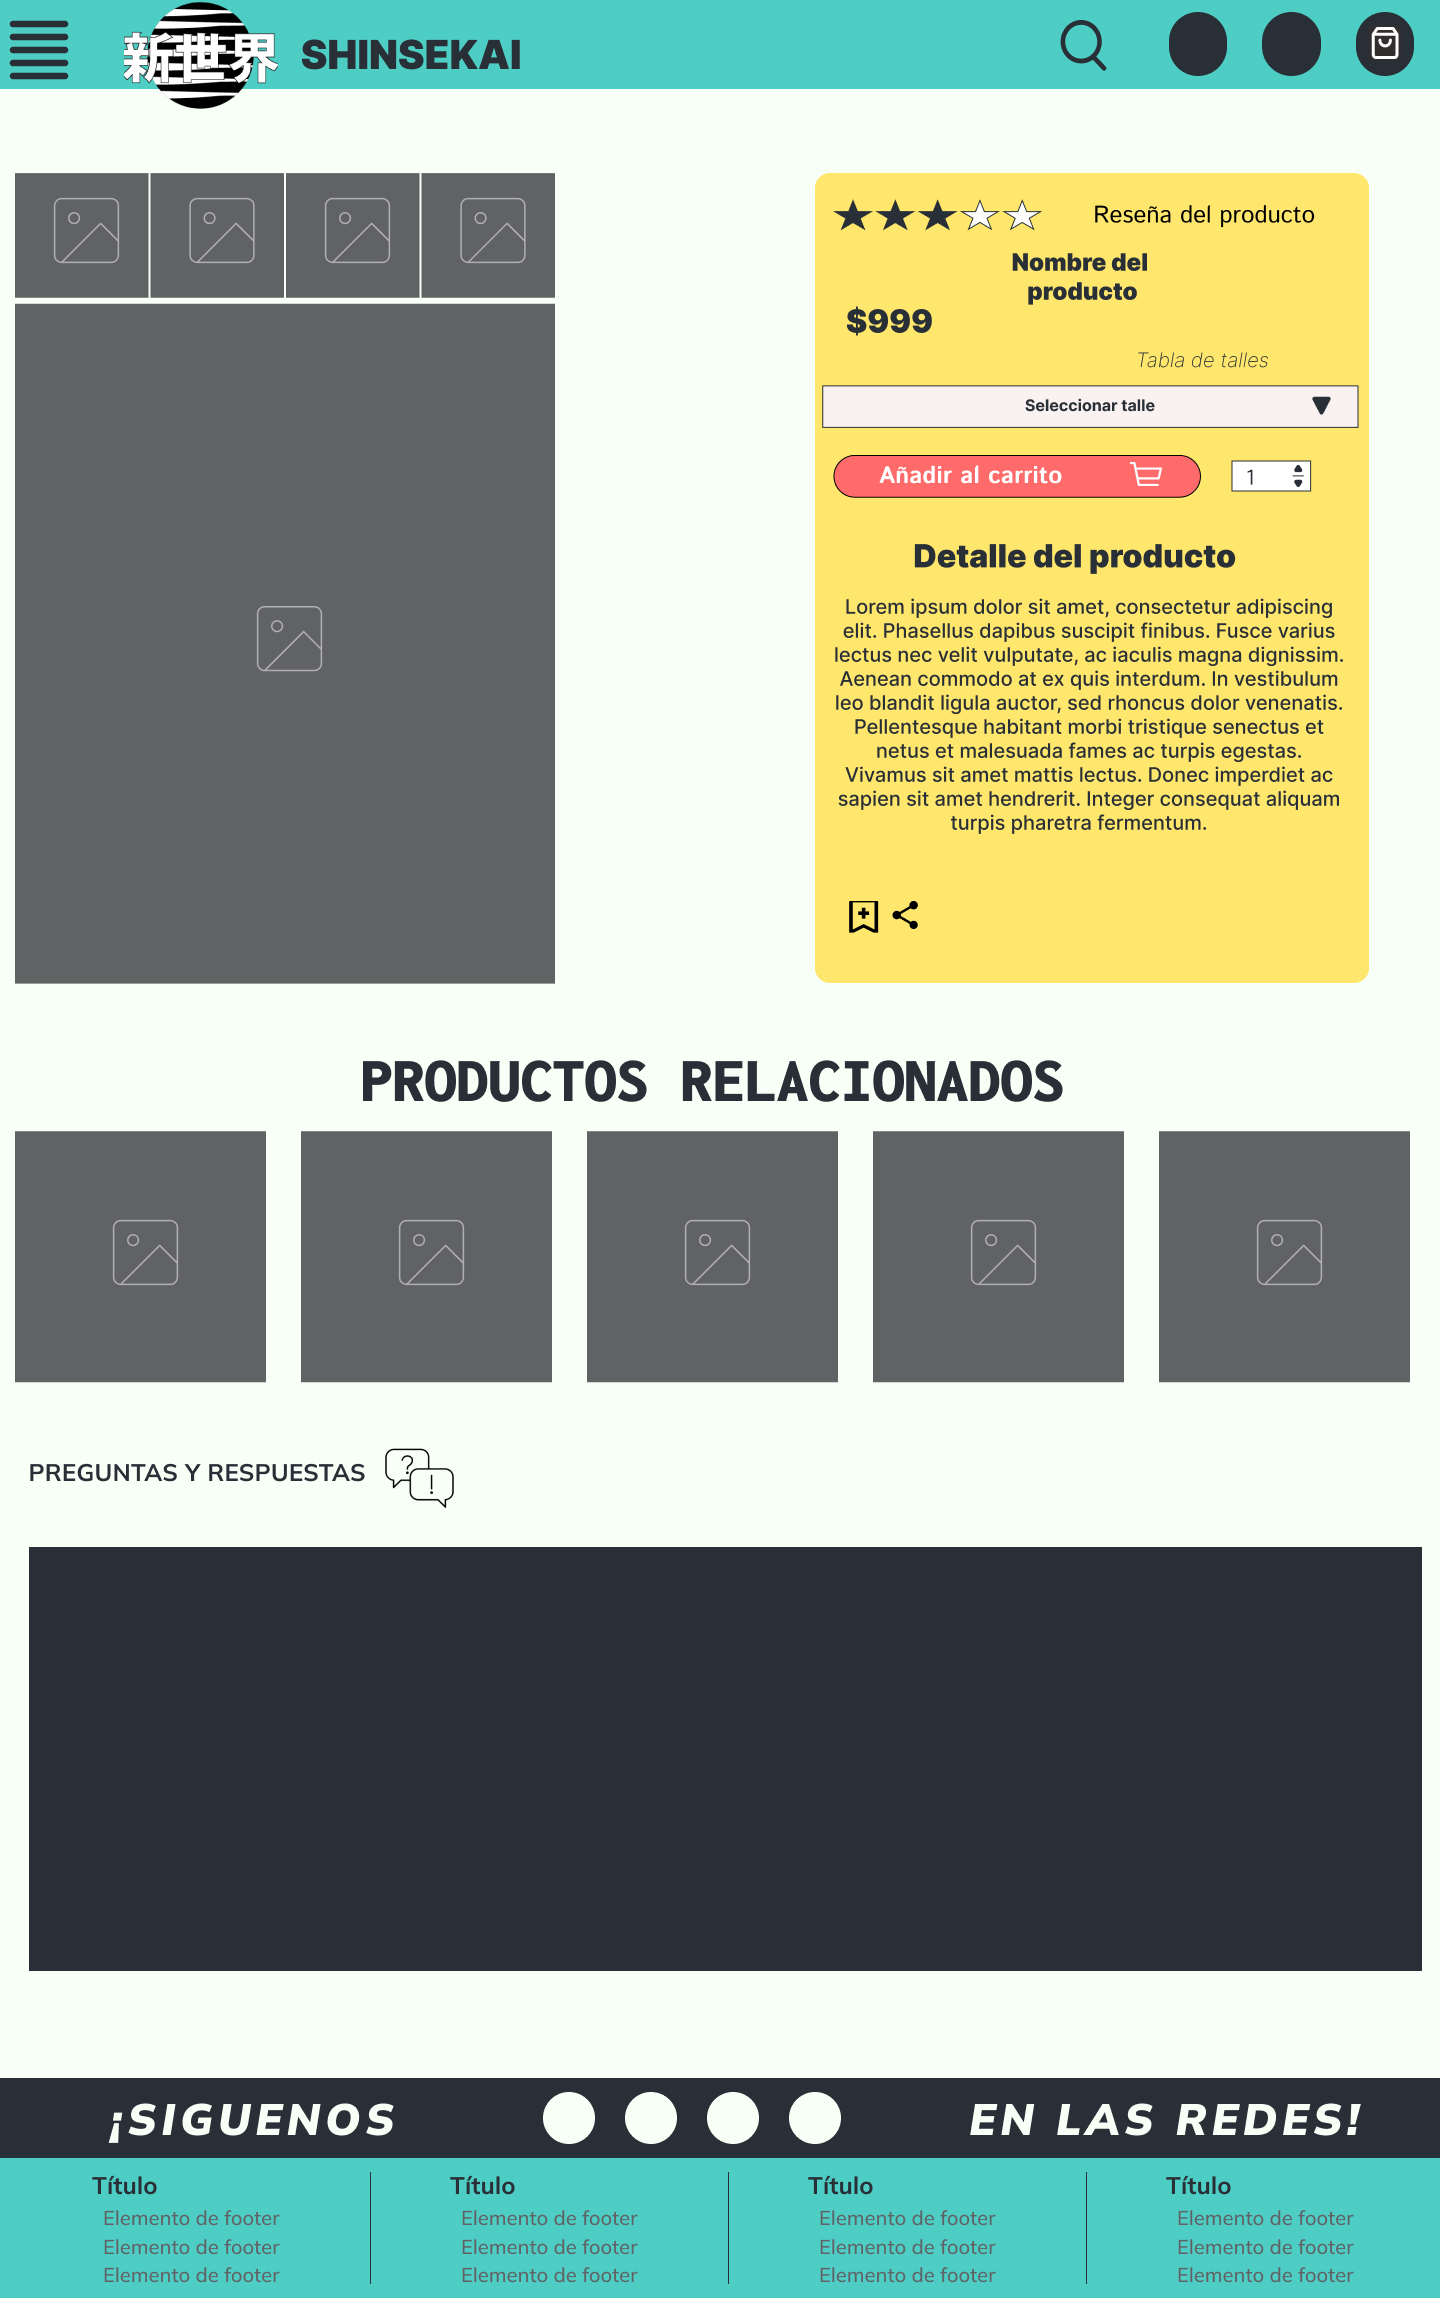 新世界
SHINSEKAI
Reseña del producto
Nombre del
producto
$999
Tabla de talles
Seleccionar talle
Añadir al carrito
1
Detalle del producto
Lorem ipsum dolor sit amet, consectetur adipiscing
elit. Phasellus dapibus suscipit finibus. Fusce varius
lectus nec velit vulputate, ac iaculis magna dignissim.
Aenean commodo at ex quis interdum. In vestibulum
leo blandit ligula auctor, sed rhoncus dolor venenatis.
Pellentesque habitant morbi tristique senectus et
netus et malesuada fames ac turpis egestas.
Vivamus sit amet mattis lectus. Donec imperdiet ac
sapien sit amet hendrerit. Integer consequat aliquam
turpis pharetra fermentum.
PRODUCTOS RELACIONADOS
PREGUNTAS Y RESPUESTAS
?
!
¡SIGUENOS
EN LAS REDES!
Título
Elemento de footer
Elemento de footer
Elemento de footer
Título
Elemento de footer
Elemento de footer
Elemento de footer
Título
Elemento de footer
Elemento de footer
Elemento de footer
Título
Elemento de footer
Elemento de footer
Elemento de footer